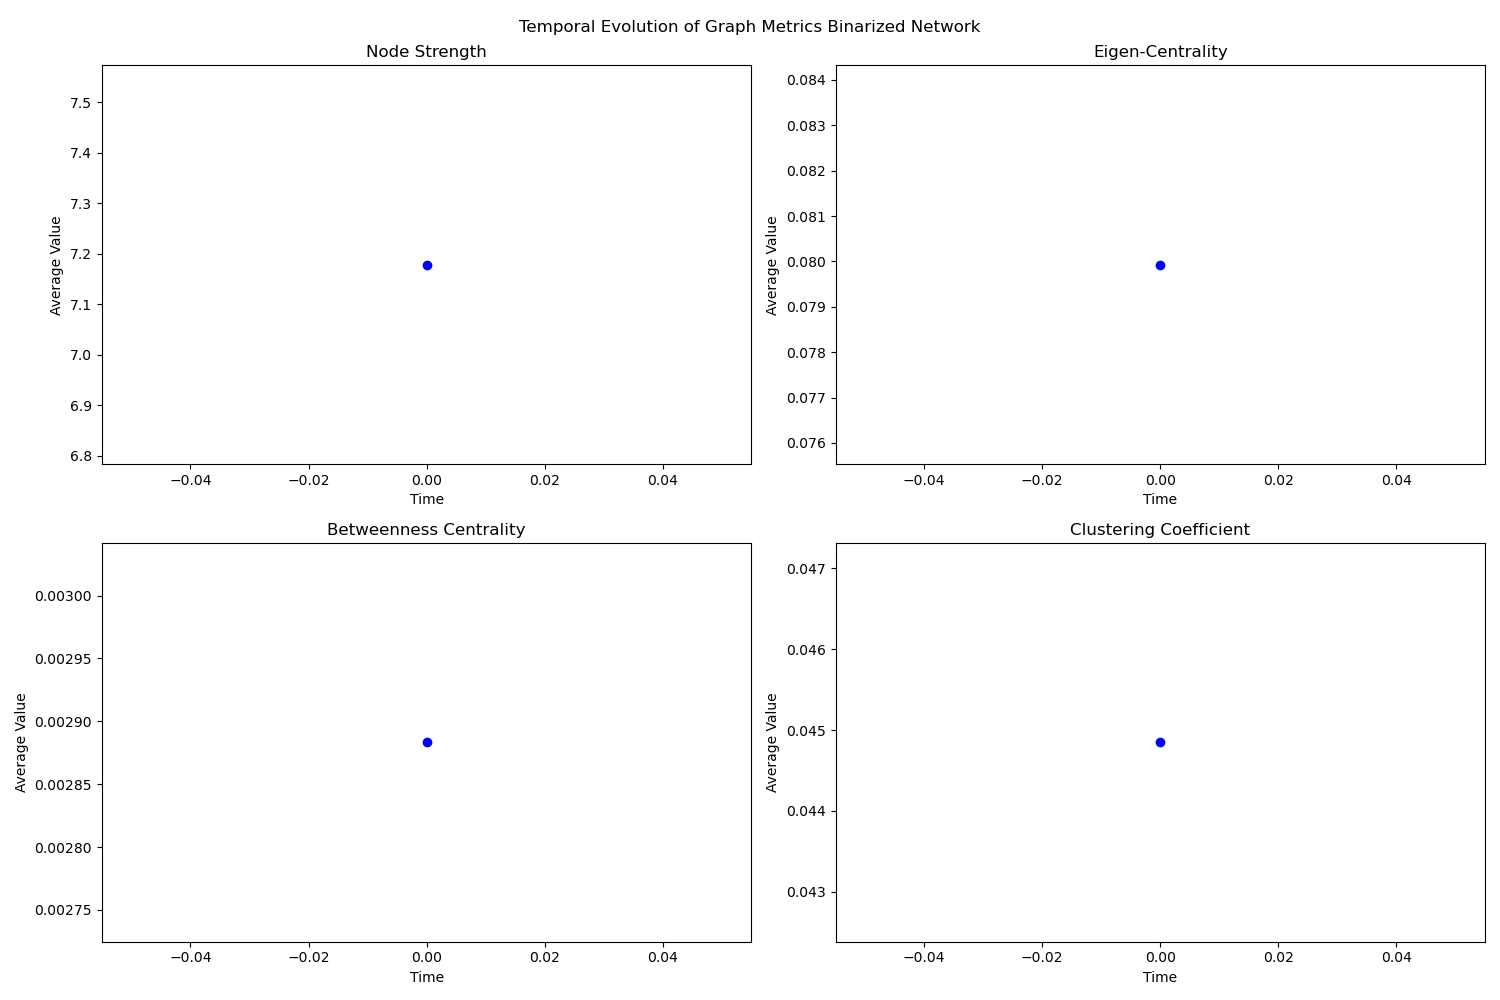 Temporal Evolution of Graph Metrics Binarized Network
Node Strength
7.5
7.4
7.3
7.2
7.1
7.0
6.9
6.8
Average Value
−0.04 −0.02 0.00 0.02 0.04
Time
Eigen-Centrality
0.084
0.083
0.082
0.081
0.080
0.079
0.078
0.077
0.076
Average Value
−0.04 −0.02 0.00 0.02 0.04
Time
Betweenness Centrality
0.00300
0.00295
0.00290
0.00285
0.00280
0.00275
Average Value
−0.04 −0.02 0.00 0.02 0.04
Time
Clustering Coefficient
0.047
0.046
0.045
0.044
0.043
Average Value
−0.04 −0.02 0.00 0.02 0.04
Time